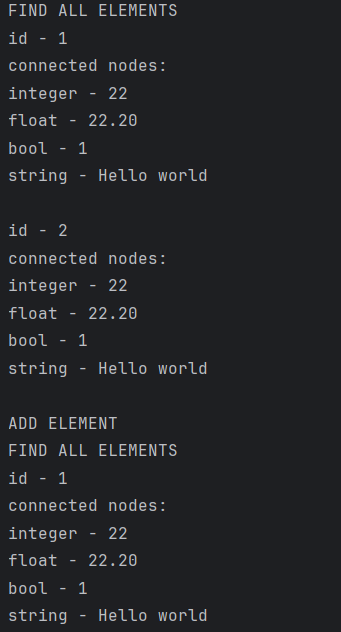 FIND ALL ELEMENTS
id - 1
connected nodes:
integer - 22
float - 22.20
bool - 1
string - Hello world

id - 2
connected nodes:
integer - 22
float - 22.20
bool - 1
string - Hello world

ADD ELEMENT
FIND ALL ELEMENTS
id - 1
connected nodes:
integer - 22
float - 22.20
bool - 1
string - Hello world